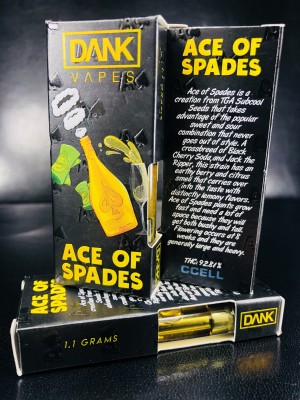 DANK
VAPES
ACE OF
SPADES
ACE OF
SPADES
Ace of Spades is a
creation from TGA Subcool
Seeds that takes
advantage of the popular
sweet and sour
combination that never
goes out of style. A
crossbreed of Black
Cherry Soda and Jack the
Ripper, this strain has an
earthy berry and citrus
smell that carries over
into the taste with
distinctly lemony flavors.
Ace of Spades plants grow
fast and need a lot of
space because they will
get both bushy and tall.
Flowering occurs at 9
weeks and they are
generally large and heavy.
THC: 92.81%
CCELL
ACE OF
SPADES
1.1 GRAMS
DANK